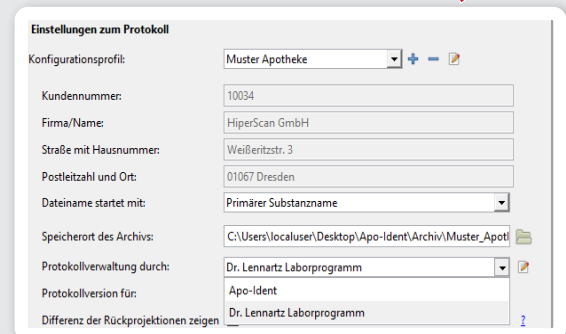 Einstellungen zum Protokoll
Konfigurationsprofil: Muster Apotheke
Kundennummer: 10034
Firma/Name: HiperScan GmbH
Straße mit Hausnummer: Weißeritzstr. 3
Postleitzahl und Ort: 01067 Dresden
Dateiname startet mit: Primärer Substanzname
Speicherort des Archivs: C:\Users\localuser\Desktop\Apo-Ident\Archiv\Muster_Apotl
Protokollverwaltung durch: Dr. Lennartz Laborprogramm
Protokollversion für: Apo-Ident
Dr. Lennartz Laborprogramm
Differenz der Rückprojektionen zeigen ?